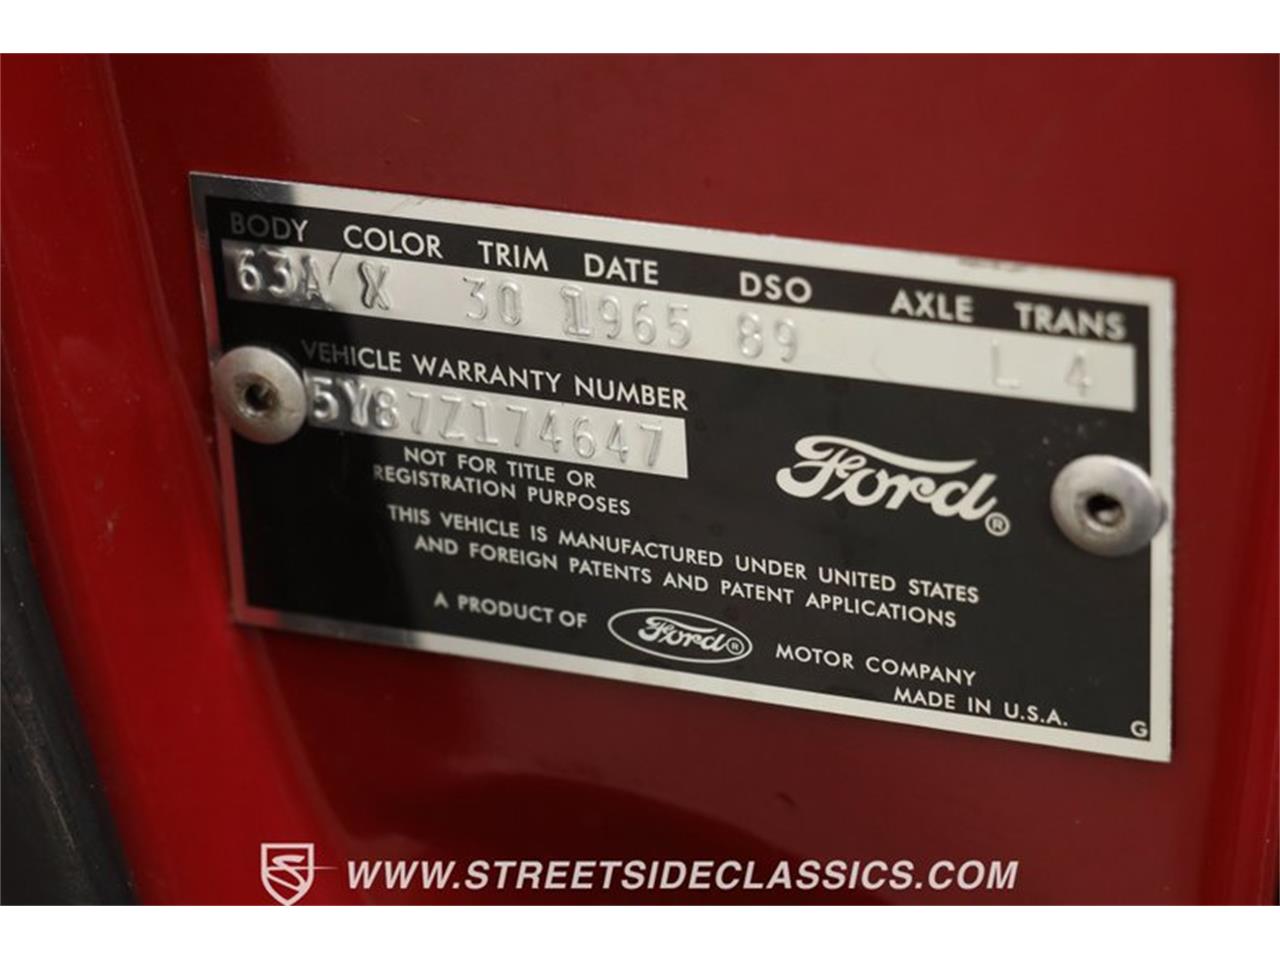 BODY COLOR TRIM DATE DSO AXLE TRANS
63A X 30 1965 89 L 4
VEHICLE WARRANTY NUMBER
5Y87Z174647
NOT FOR TITLE OR
REGISTRATION PURPOSES
Ford®
THIS VEHICLE IS MANUFACTURED UNDER UNITED STATES
AND FOREIGN PATENTS AND PATENT APPLICATIONS
A PRODUCT OF Ford® MOTOR COMPANY
MADE IN U.S.A. G
WWW.STREETSIDECLASSICS.COM